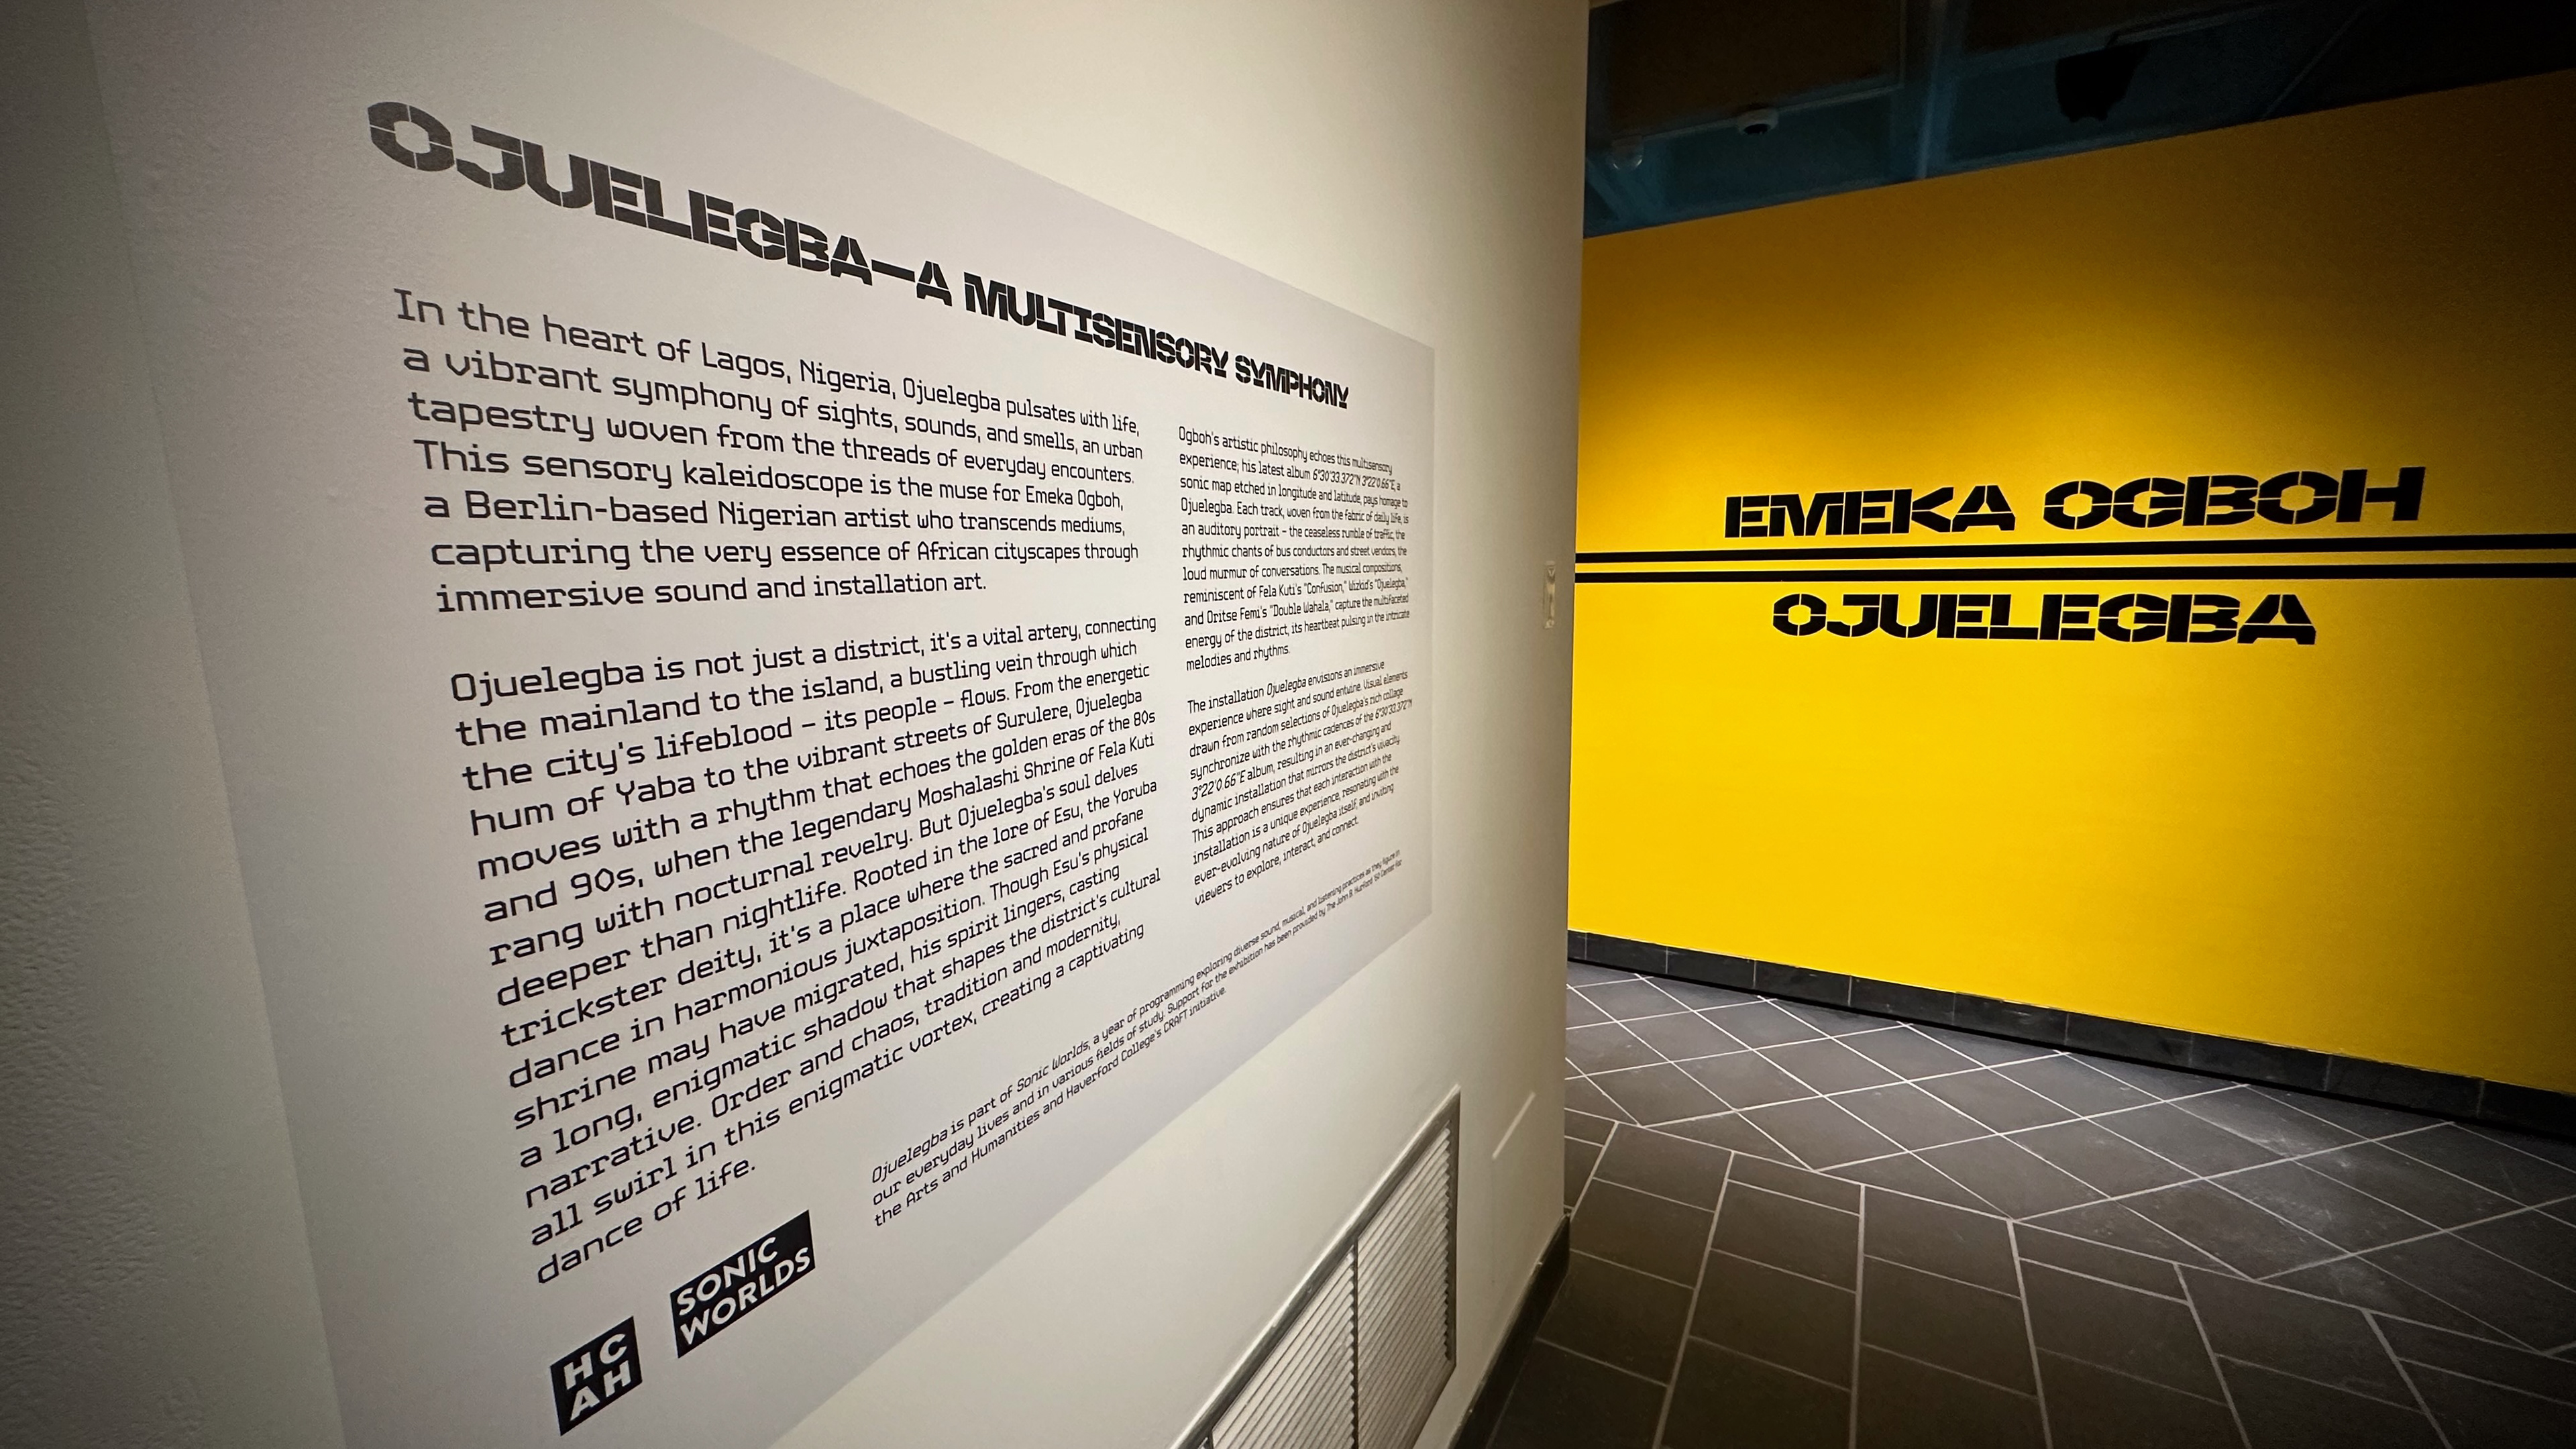 OJUELEGBA—A MULTISENSORY SYMPHONY
In the heart of Lagos, Nigeria, Ojuelegba pulsates with life,
a vibrant symphony of sights, sounds, and smells, an urban
tapestry woven from the threads of everyday encounters.
This sensory kaleidoscope is the muse for Emeka Ogboh,
a Berlin-based Nigerian artist who transcends mediums,
capturing the very essence of African cityscapes through
immersive sound and installation art.
Ojuelegba is not just a district, it's a vital artery, connecting
the mainland to the island, a bustling vein through which
the city's lifeblood – its people – flows. From the energetic
hum of Yaba to the vibrant streets of Surulere, Ojuelegba
moves with a rhythm that echoes the golden eras of the 80s
and 90s, when the legendary Moshalashi Shrine of Fela Kuti
rang with nocturnal revelry. But Ojuelegba's soul delves
deeper than nightlife. Rooted in the lore of Esu, the Yoruba
trickster deity, it's a place where the sacred and profane
dance in harmonious juxtaposition. Though Esu's physical
shrine may have migrated, his spirit lingers, casting
a long, enigmatic shadow that shapes the district's cultural
narrative. Order and chaos, tradition and modernity,
all swirl in this enigmatic vortex, creating a captivating
dance of life.
Ogboh's artistic philosophy echoes this multisensory
experience; his latest album 6°30'33.372"N 3°22'0.66"E, a
sonic map etched in longitude and latitude, pays homage to
Ojuelegba. Each track, woven from the fabric of daily life, is
an auditory portrait – the ceaseless rumble of traffic, the
rhythmic chants of bus conductors and street vendors, the
loud murmur of conversations. The musical compositions,
reminiscent of Fela Kuti's "Confusion," Wizkid's "Ojuelegba,"
and Oritse Femi's "Double Wahala," capture the multifaceted
energy of the district, its heartbeat pulsing in the intricate
melodies and rhythms.
The installation Ojuelegba envisions an immersive
experience where sight and sound entwine. Visual elements
drawn from random selections of Ojuelegba's rich collage
synchronize with the rhythmic cadences of the 6°30'33.372"N
3°22'0.66"E album, resulting in an ever-changing and
dynamic installation that mirrors the district's vivacity.
This approach ensures that each interaction with the
installation is a unique experience, resonating with the
ever-evolving nature of Ojuelegba itself, and inviting
viewers to explore, interact, and connect.
Ojuelegba is part of Sonic Worlds, a year of programming exploring diverse sound, musical, and listening practices as they figure in
our everyday lives and in various fields of study. Support for the exhibition has been provided by The John B. Hurford '60 Center for
the Arts and Humanities and Haverford College's CRAFT initiative.
HC
AH
SONIC
WORLDS
EMEKA OGBOH
OJUELEGBA